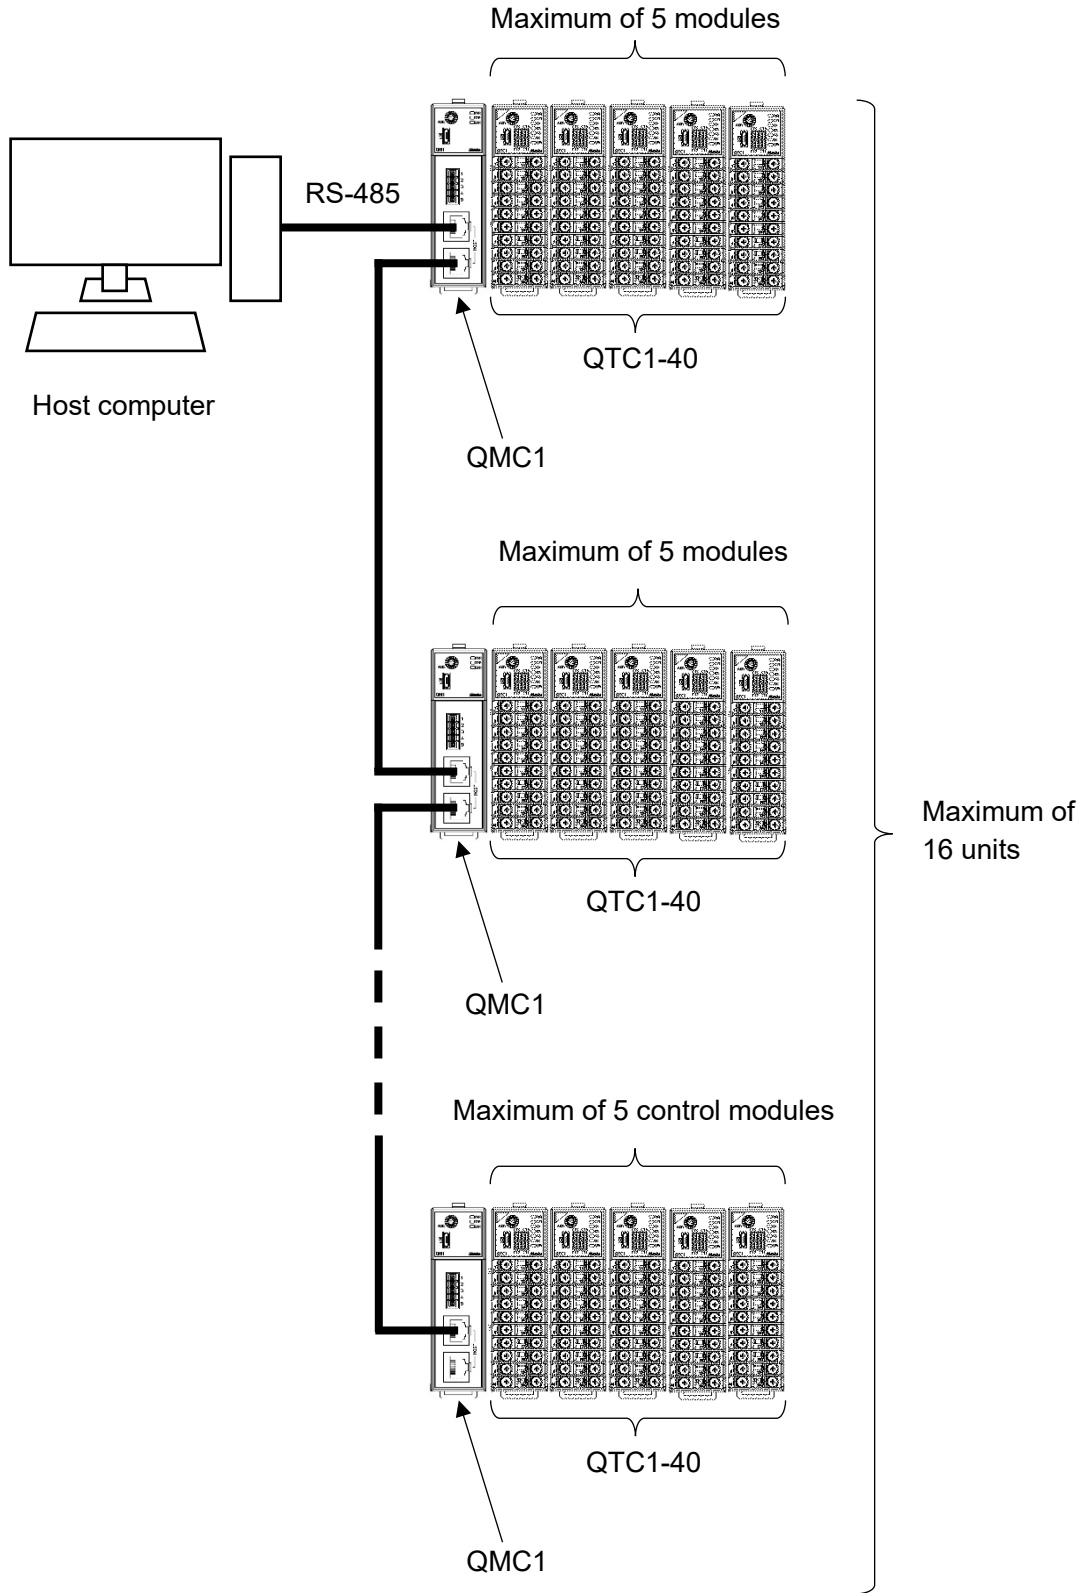 Maximum of 5 modules
RS-485
QTC1-40
Host computer
QMC1
Maximum of 5 modules
Maximum of
16 units
QTC1-40
QMC1
Maximum of 5 control modules
QTC1-40
QMC1